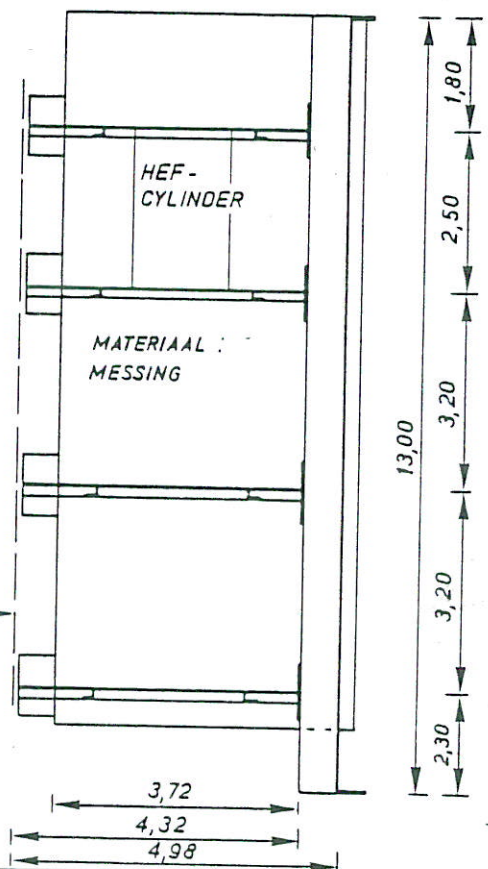 1,80
HEF-
CYLINDER
2,50
MATERIAAL :
MESSING
3,20
13,00
3,20
2,30
3,72
4,32
4,98